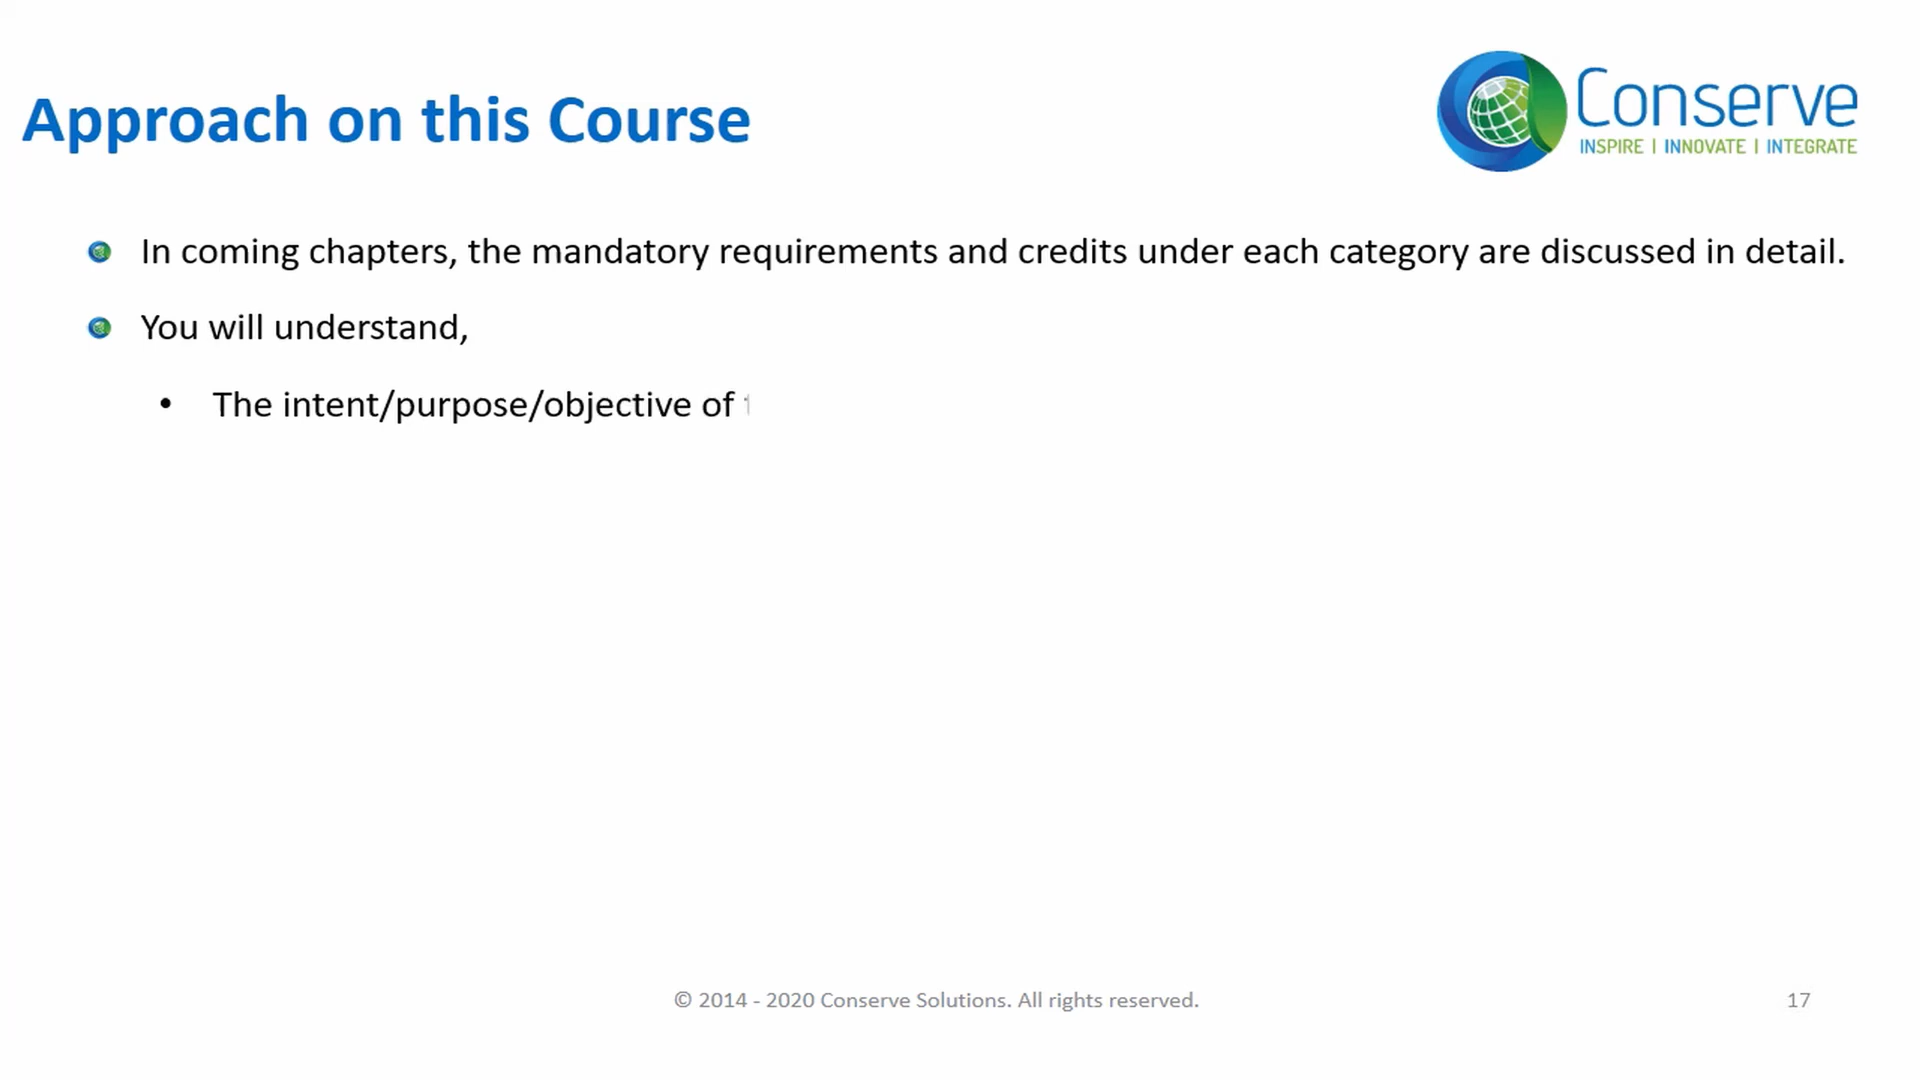 Approach on this Course
Conserve
INSPIRE | INNOVATE | INTEGRATE
In coming chapters, the mandatory requirements and credits under each category are discussed in detail.
You will understand,
• The intent/purpose/objective of
© 2014 - 2020 Conserve Solutions. All rights reserved.
17